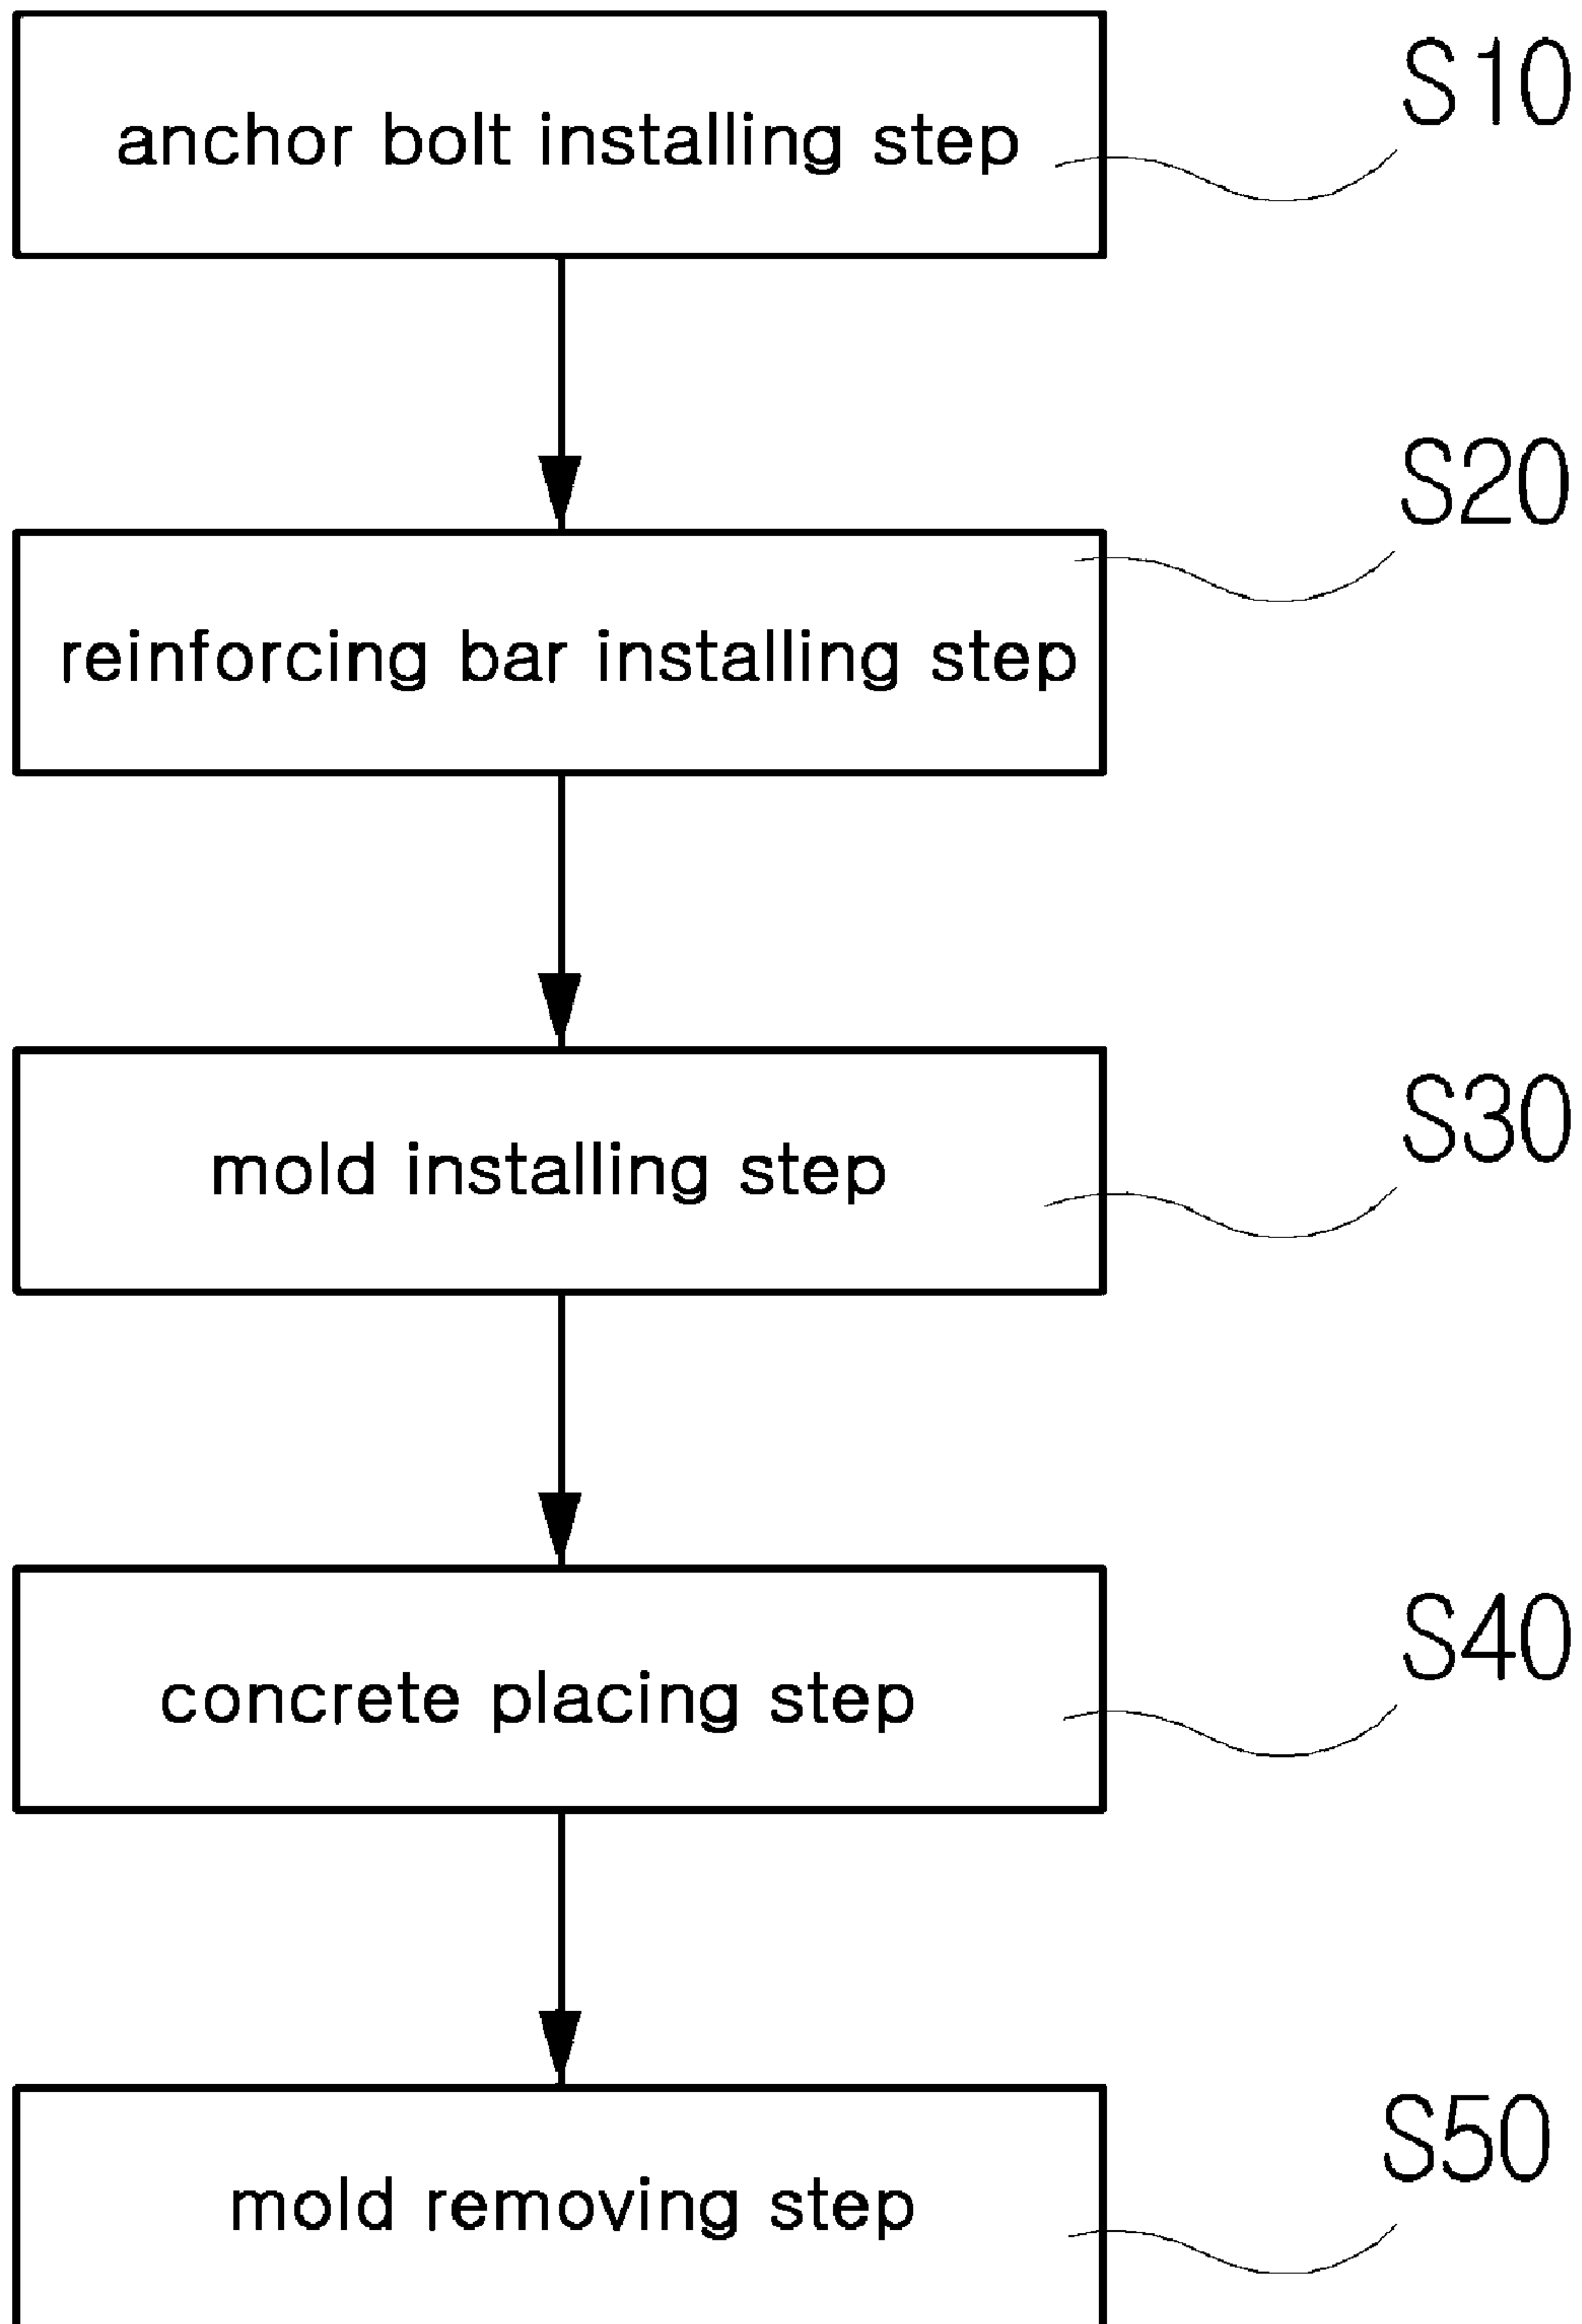 S10
anchor bolt installing step
S20
reinforcing bar installing step
S30
mold installing step
S40
concrete placing step
S50
mold removing step